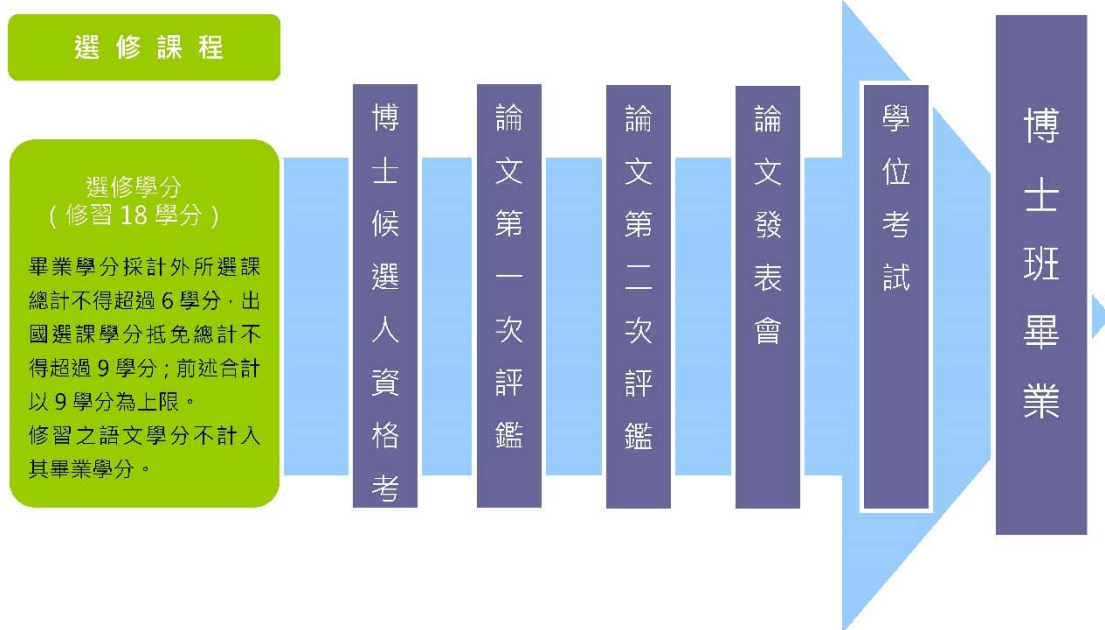 選修課程
選修學分
(修習 18 學分)
畢業學分採計外所選課
總計不得超過 6 學分，出
國選課學分抵免總計不
得超過 9 學分；前述合計
以 9 學分為上限。
修習之語文學分不計入
其畢業學分。
博士候選人資格考
論文第一次評鑑
論文第二次評鑑
論文發表會
學位考試
博士班畢業